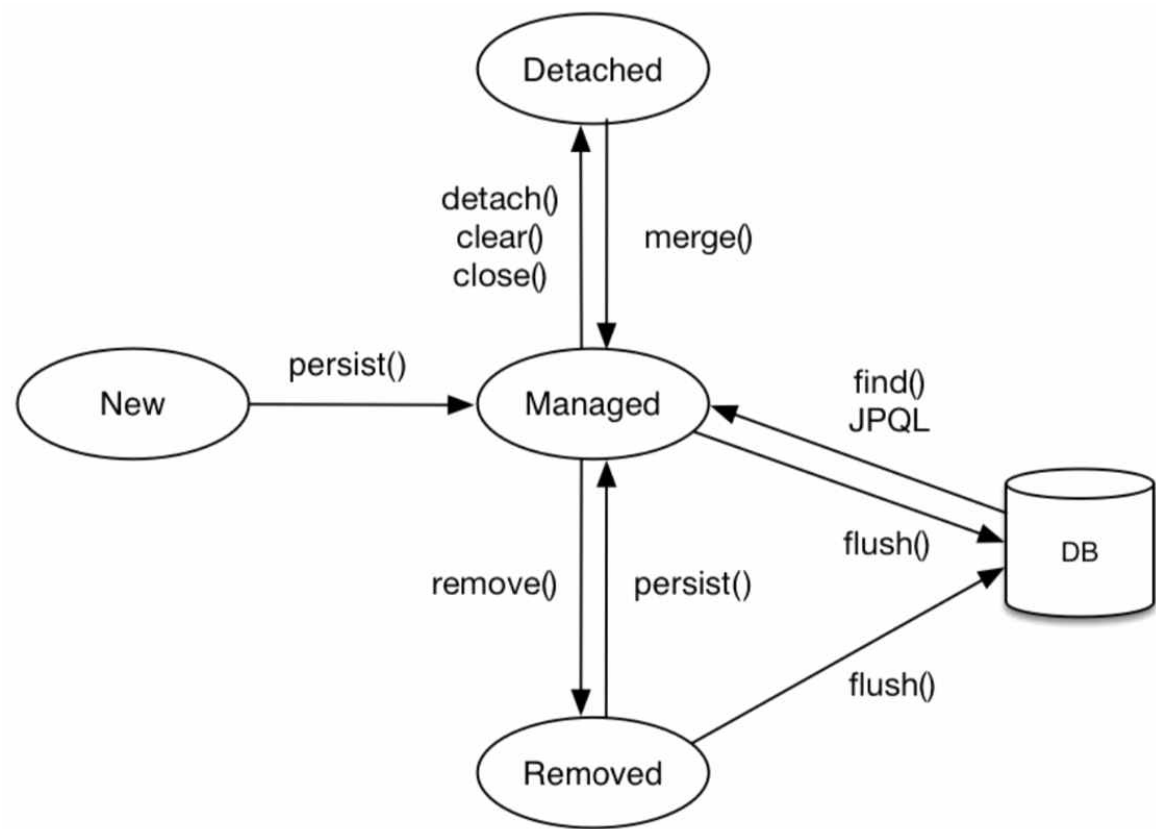 Detached
detach()
clear()
close()
merge()
New
persist()
Managed
find()
JPQL
flush()
DB
remove()
persist()
flush()
Removed